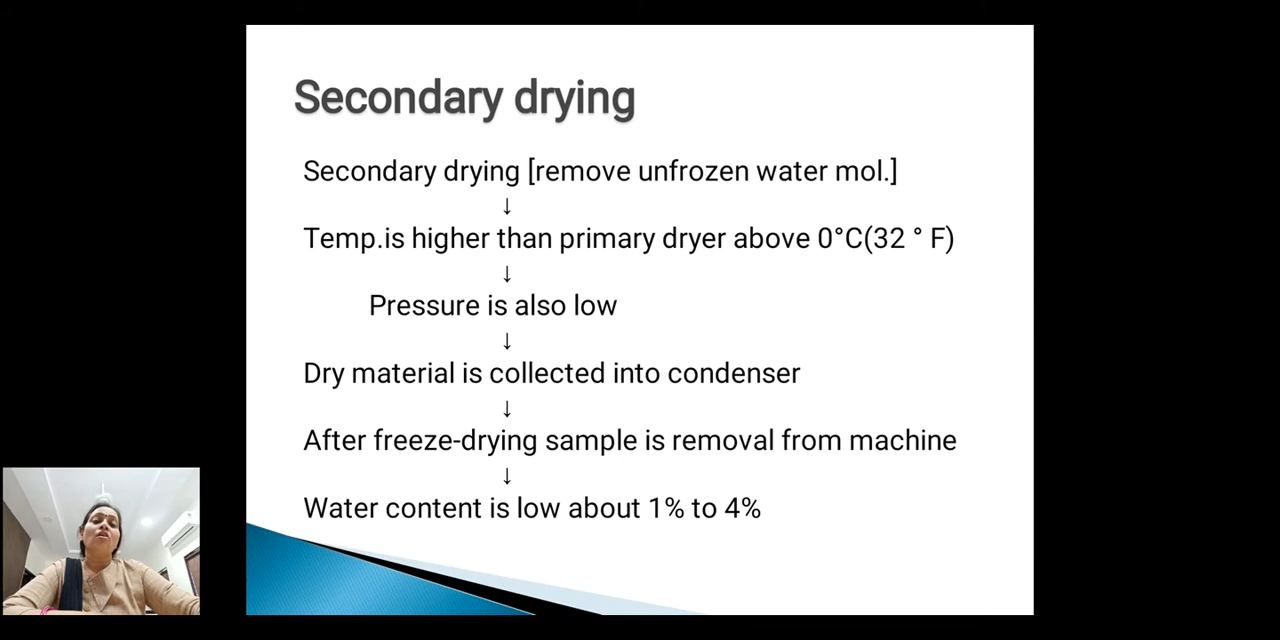 Secondary drying
Secondary drying [remove unfrozen water mol.]
↓
Temp.is higher than primary dryer above 0°C(32 ° F)
↓
Pressure is also low
↓
Dry material is collected into condenser
↓
After freeze-drying sample is removal from machine
↓
Water content is low about 1% to 4%